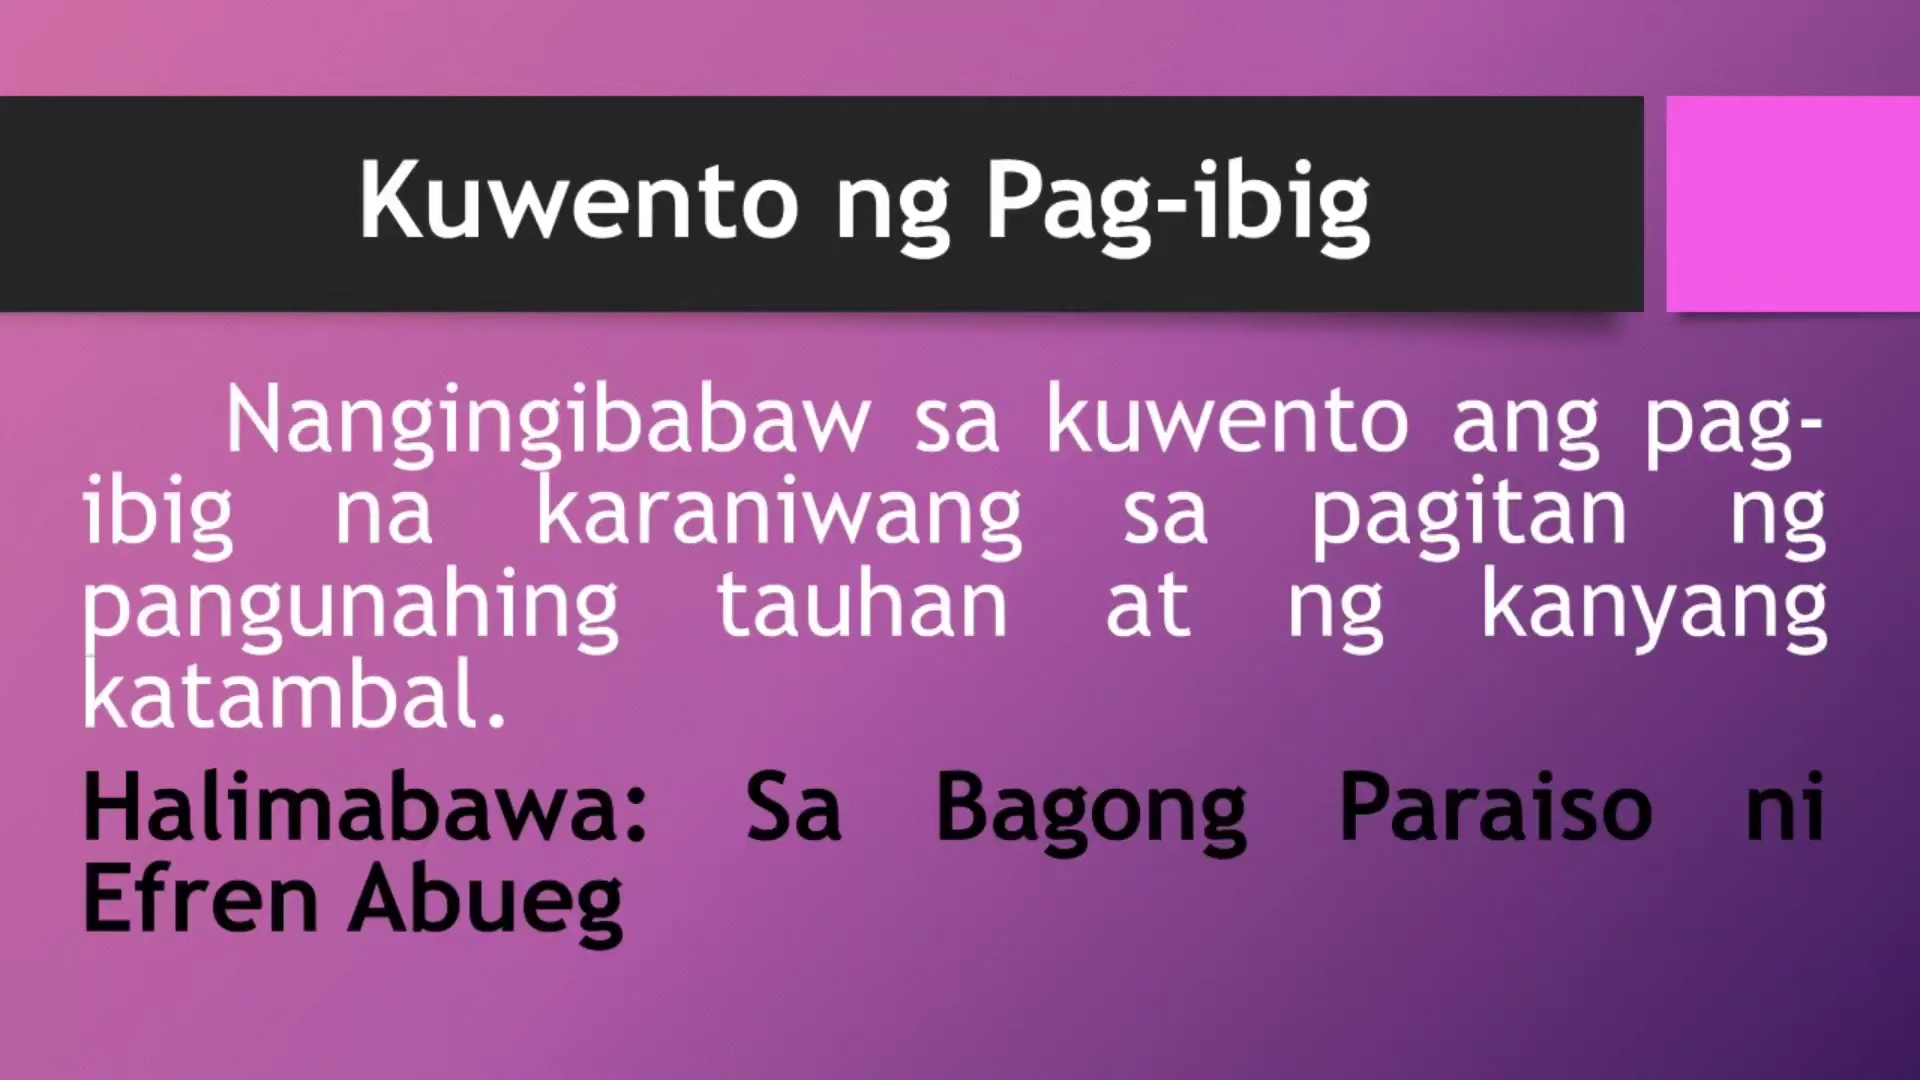 Kuwento ng Pag-ibig
Nangingibabaw sa kuwento ang pag-
ibig na karaniwang sa pagitan ng
pangunahing tauhan at ng kanyang
katambal.
Halimabawa: Sa Bagong Paraiso ni
Efren Abueg